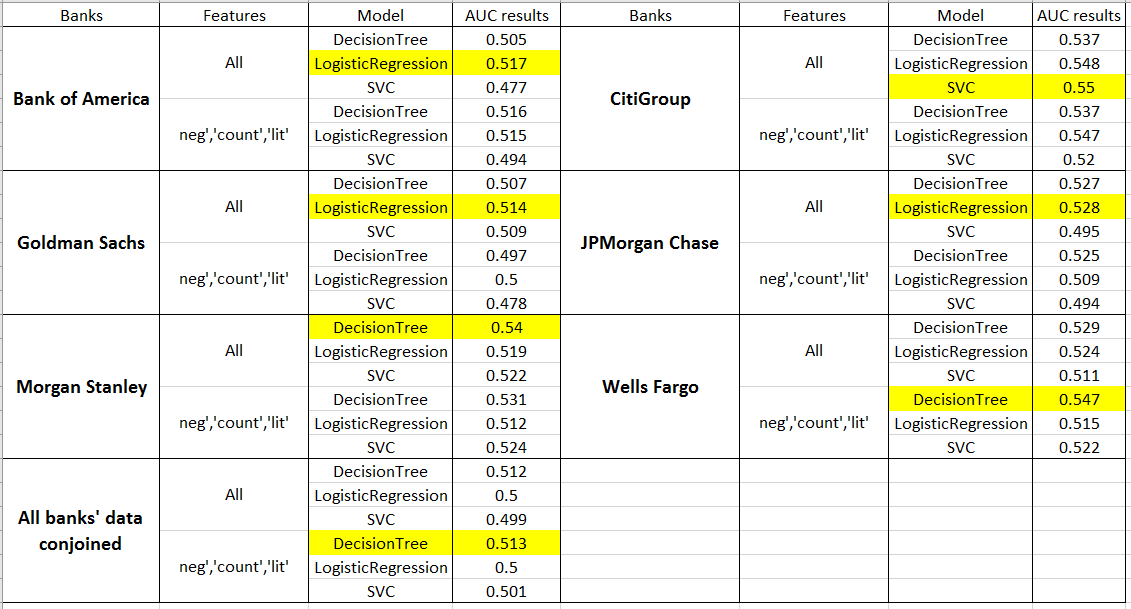 Banks Features Model AUC results Banks Features Model AUC results
DecisionTree 0.505 DecisionTree 0.537
All LogisticRegression 0.517 All LogisticRegression 0.548
SVC 0.477 SVC 0.55
Bank of America CitiGroup
DecisionTree 0.516 DecisionTree 0.537
neg','count','lit' LogisticRegression 0.515 neg','count','lit' LogisticRegression 0.547
SVC 0.494 SVC 0.52
DecisionTree 0.507 DecisionTree 0.527
All LogisticRegression 0.514 All LogisticRegression 0.528
SVC 0.509 SVC 0.495
Goldman Sachs JPMorgan Chase
DecisionTree 0.497 DecisionTree 0.525
neg','count','lit' LogisticRegression 0.5 neg','count','lit' LogisticRegression 0.509
SVC 0.478 SVC 0.494
DecisionTree 0.54 DecisionTree 0.529
All LogisticRegression 0.519 All LogisticRegression 0.524
SVC 0.522 SVC 0.511
Morgan Stanley Wells Fargo
DecisionTree 0.531 DecisionTree 0.547
neg','count','lit' LogisticRegression 0.512 neg','count','lit' LogisticRegression 0.515
SVC 0.524 SVC 0.522
DecisionTree 0.512
All LogisticRegression 0.5
SVC 0.499
All banks' data
conjoined
DecisionTree 0.513
neg','count','lit' LogisticRegression 0.5
SVC 0.501